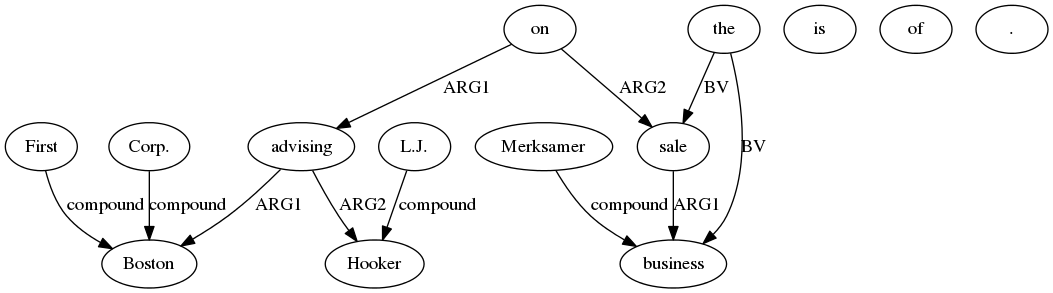 on the is of .
ARG1 ARG2 BV
First Corp. advising L.J. Merksamer sale BV
compound compound ARG1 ARG2 compound compound ARG1
Boston Hooker business